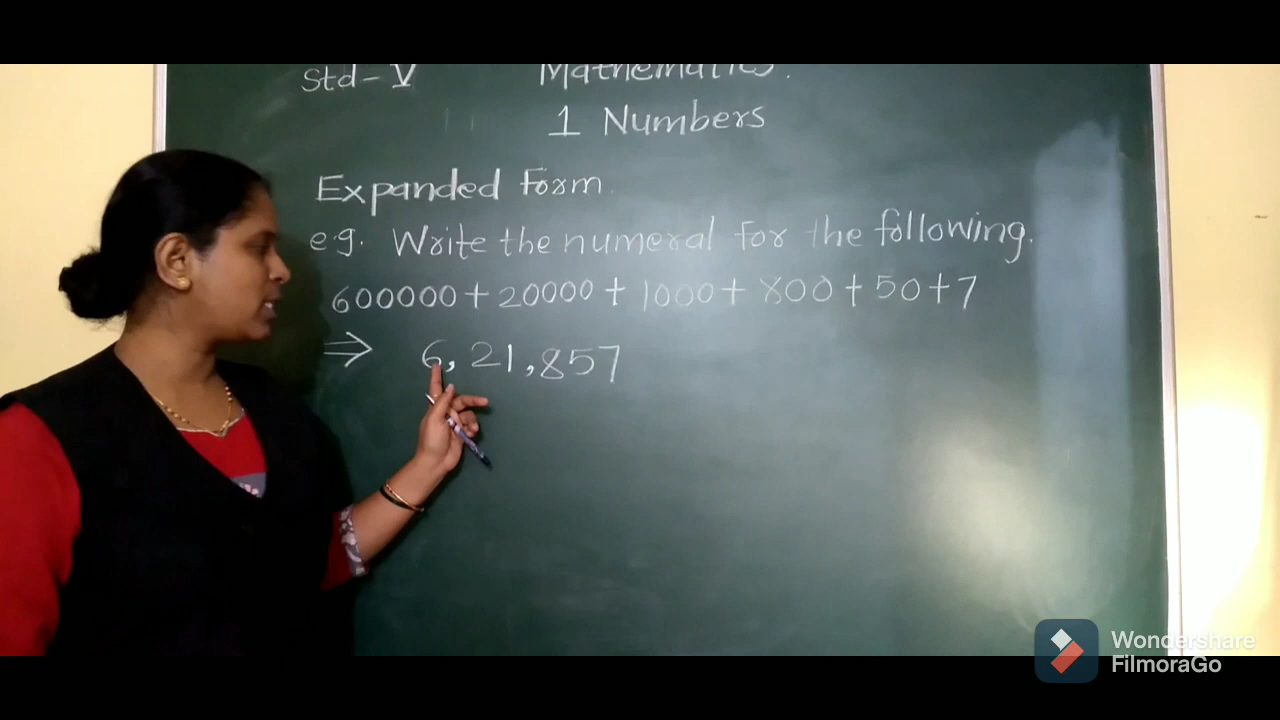 Std - V Mathematics.
1 Numbers
Expanded Form.
e.g. Write the numeral for the following.
600000 + 20000 + 1000 + 800 + 50 + 7
⇒ 6, 21, 857
Wondershare
FilmoraGo